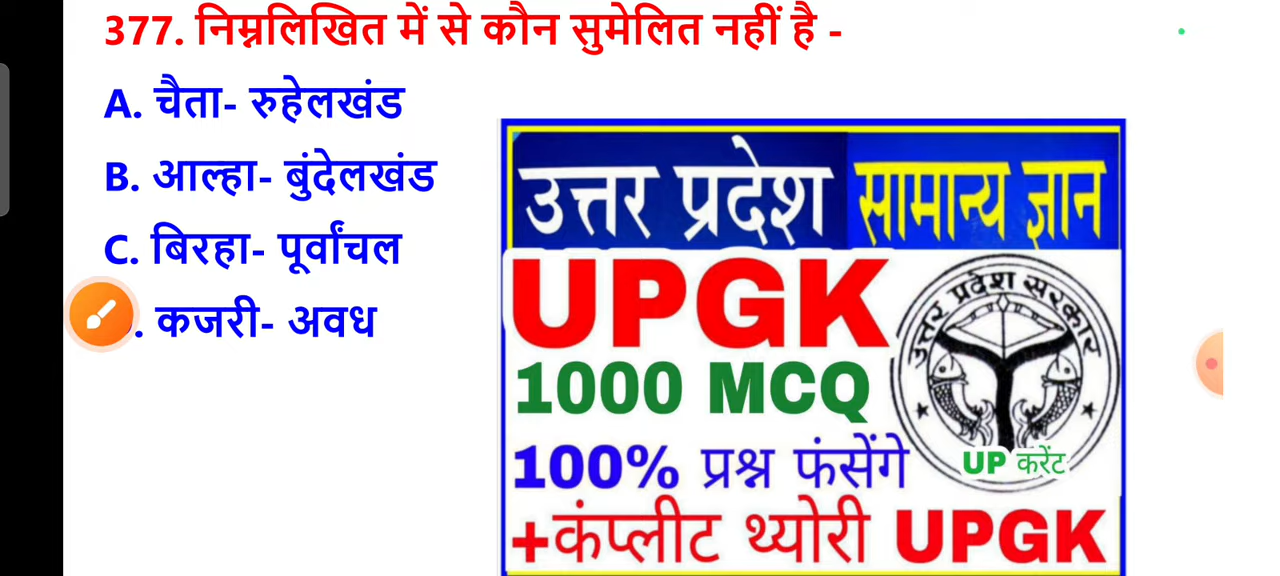 377. निम्नलिखित में से कौन सुमेलित नहीं है -
A. चैता- रुहेलखंड
B. आल्हा- बुंदेलखंड
C. बिरहा- पूर्वांचल
. कजरी- अवध
उत्तर प्रदेश सामान्य ज्ञान
UPGK
1000 MCQ
100% प्रश्न फंसेंगे
+कंप्लीट थ्योरी UPGK
उत्तर प्रदेश सरकार
UP करेंट